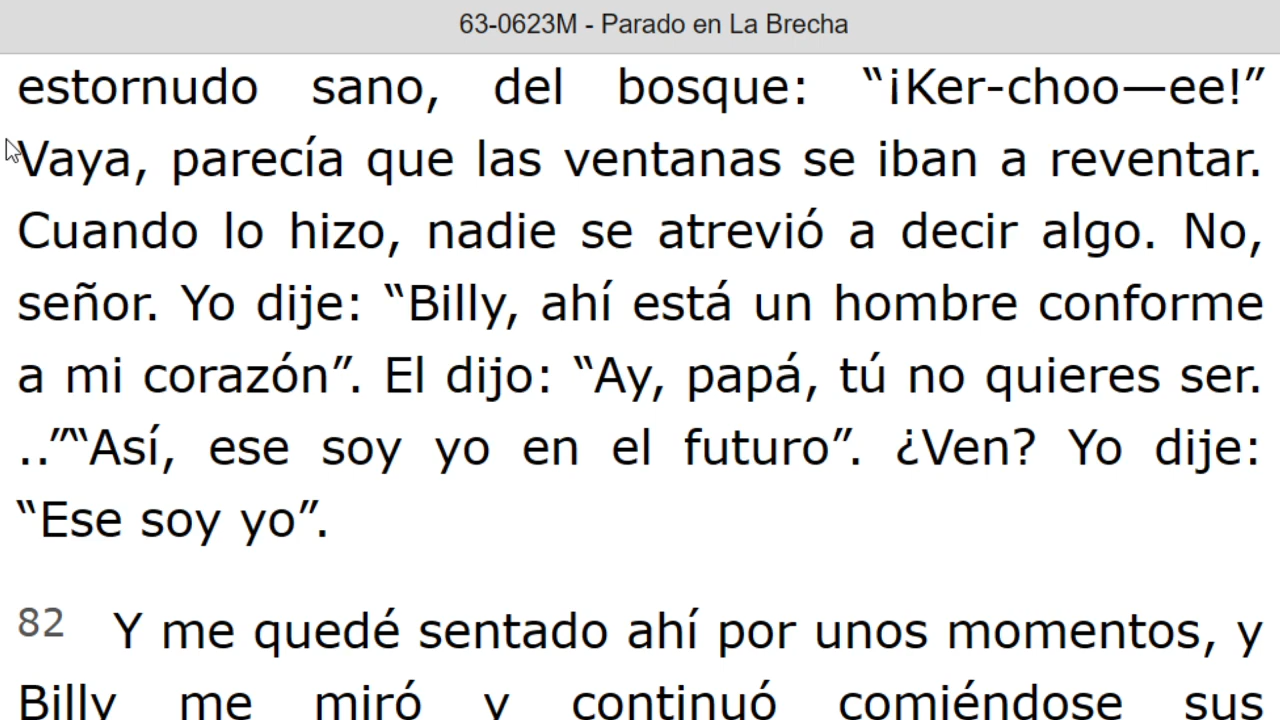 63-0623M - Parado en La Brecha
estornudo sano, del bosque: “¡Ker-choo—ee!”
Vaya, parecía que las ventanas se iban a reventar.
Cuando lo hizo, nadie se atrevió a decir algo. No,
señor. Yo dije: “Billy, ahí está un hombre conforme
a mi corazón”. El dijo: “Ay, papá, tú no quieres ser.
..”“Así, ese soy yo en el futuro”. ¿Ven? Yo dije:
“Ese soy yo”.
82 Y me quedé sentado ahí por unos momentos, y
Billy me miró y continuó comiéndose sus